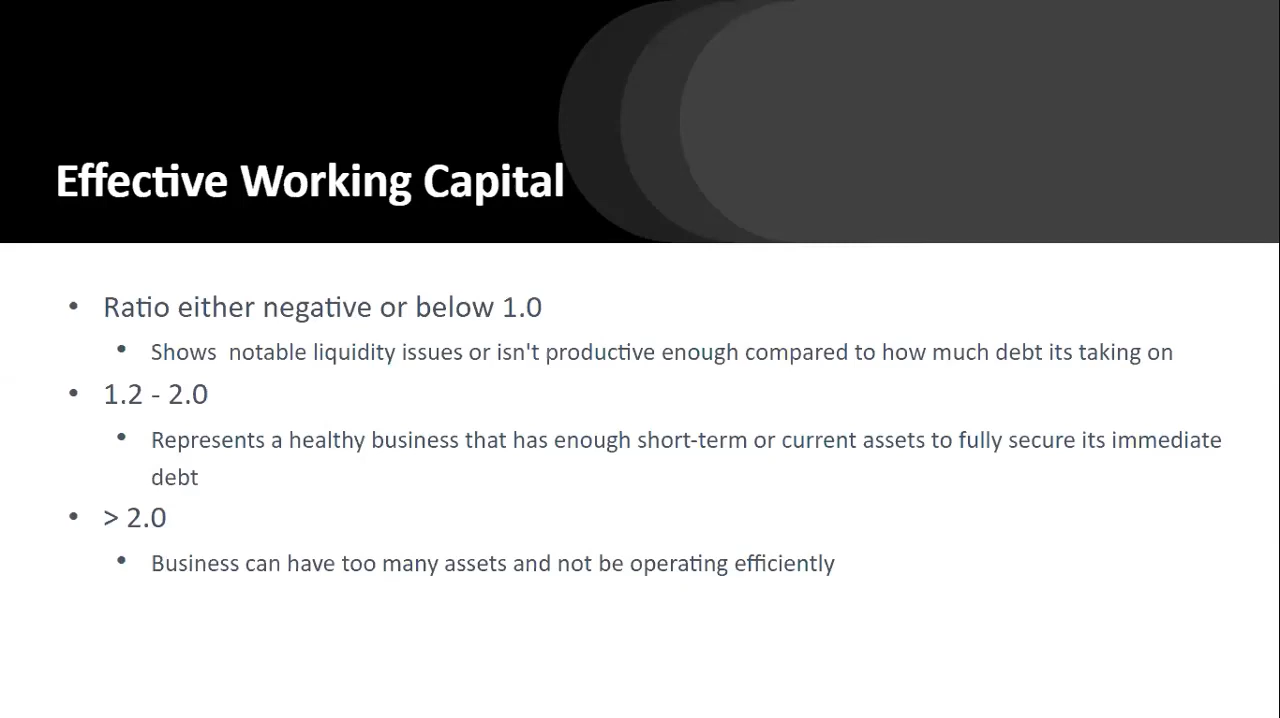 Effective Working Capital
• Ratio either negative or below 1.0
• Shows  notable liquidity issues or isn't productive enough compared to how much debt its taking on
• 1.2 - 2.0
• Represents a healthy business that has enough short-term or current assets to fully secure its immediate
debt
• > 2.0
• Business can have too many assets and not be operating efficiently